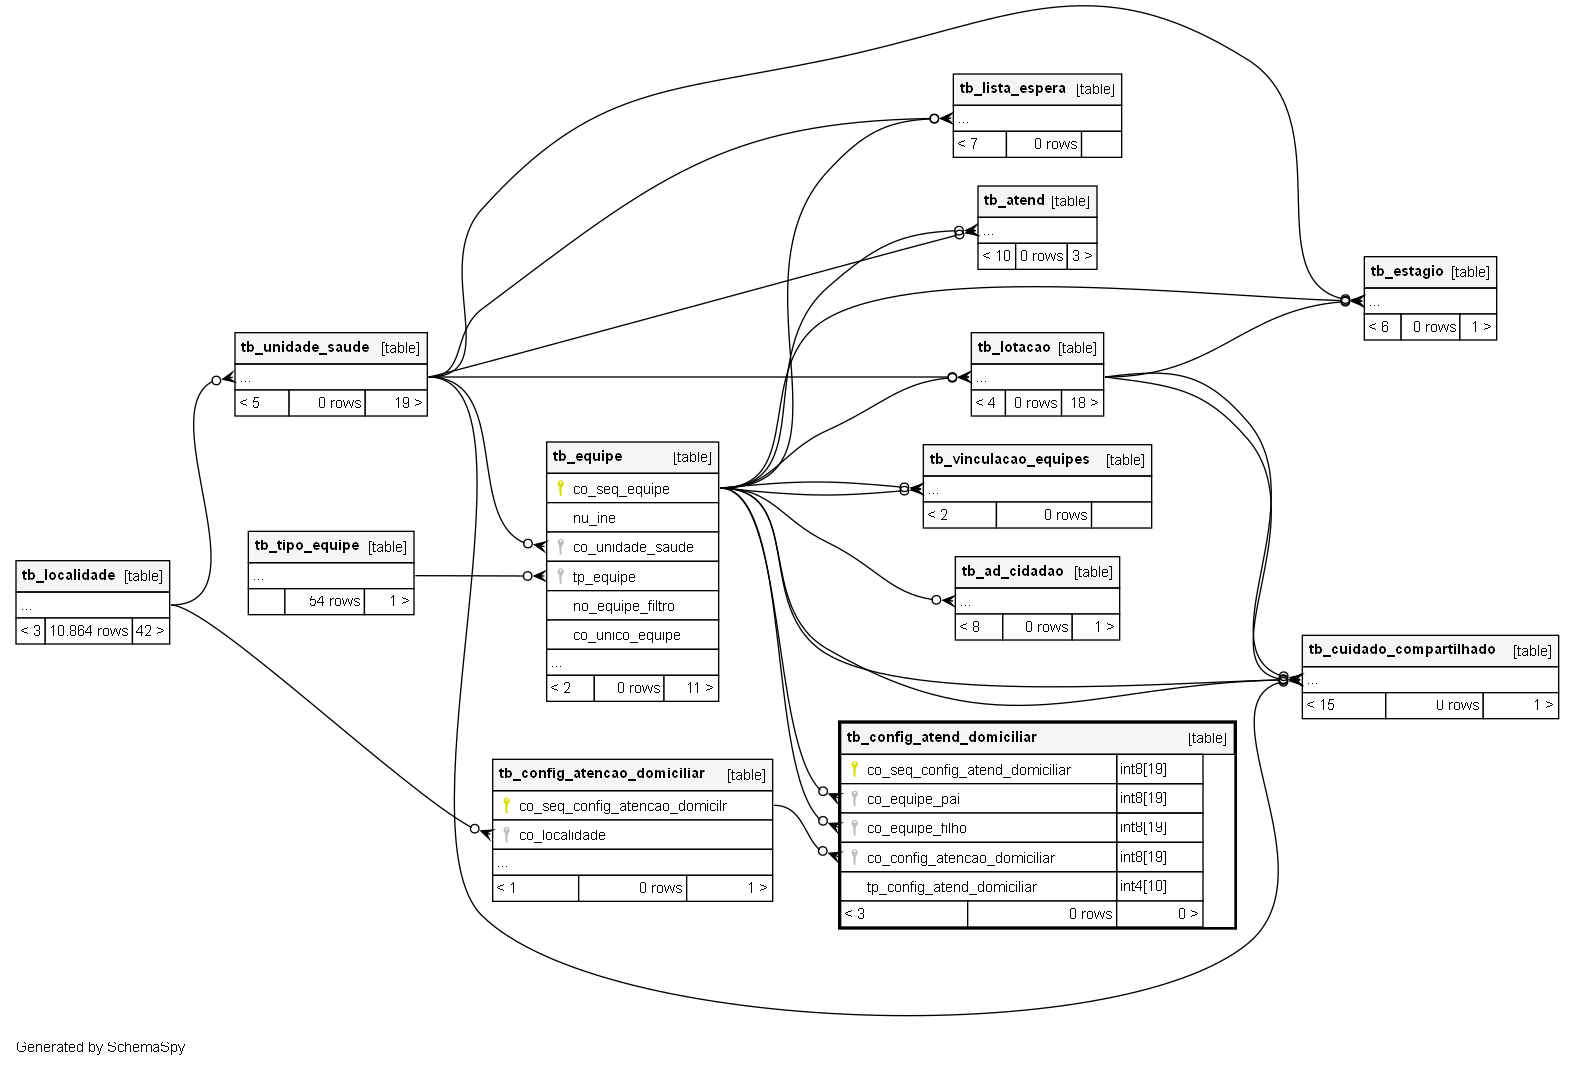 tb_lista_espera [table]
...
< 7 0 rows
tb_atend [table]
...
< 10 0 rows 3 >
tb_estagio [table]
...
< 6 0 rows 1 >
tb_unidade_saude [table]
...
< 5 0 rows 19 >
tb_lotacao [table]
...
< 4 0 rows 18 >
tb_equipe [table]
co_seq_equipe
nu_ine
co_unidade_saude
tp_equipe
no_equipe_filtro
co_unico_equipe
...
< 2 0 rows 11 >
tb_vinculacao_equipes [table]
...
< 2 0 rows
tb_tipo_equipe [table]
...
54 rows 1 >
tb_localidade [table]
...
< 3 10.864 rows 42 >
tb_ad_cidadao [table]
...
< 8 0 rows 1 >
tb_cuidado_compartilhado [table]
...
< 15 0 rows 1 >
tb_config_atend_domiciliar [table]
co_seq_config_atend_domiciliar int8[19]
co_equipe_pai int8[19]
co_equipe_filho int8[19]
co_config_atencao_domiciliar int8[19]
tp_config_atend_domiciliar int4[10]
< 3 0 rows 0 >
tb_config_atencao_domiciliar [table]
co_seq_config_atencao_domicilr
co_localidade
...
< 1 0 rows 1 >
Generated by SchemaSpy